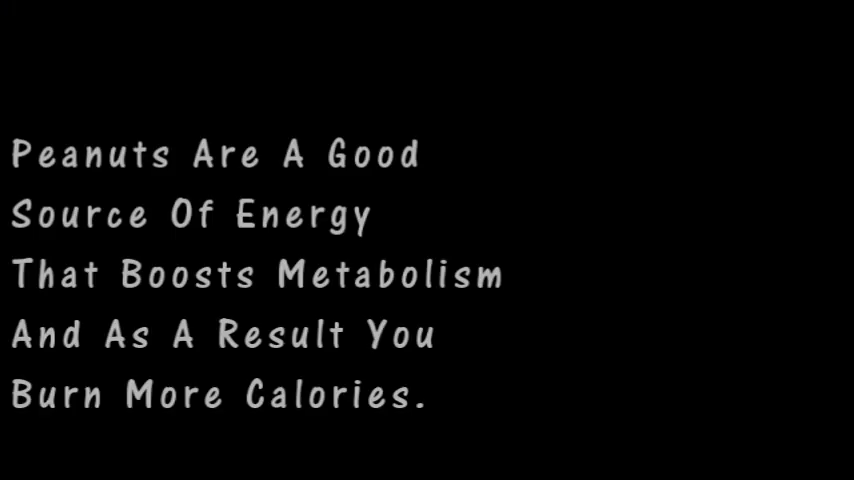 Peanuts Are A Good
Source Of Energy
That Boosts Metabolism
And As A Result You
Burn More Calories.